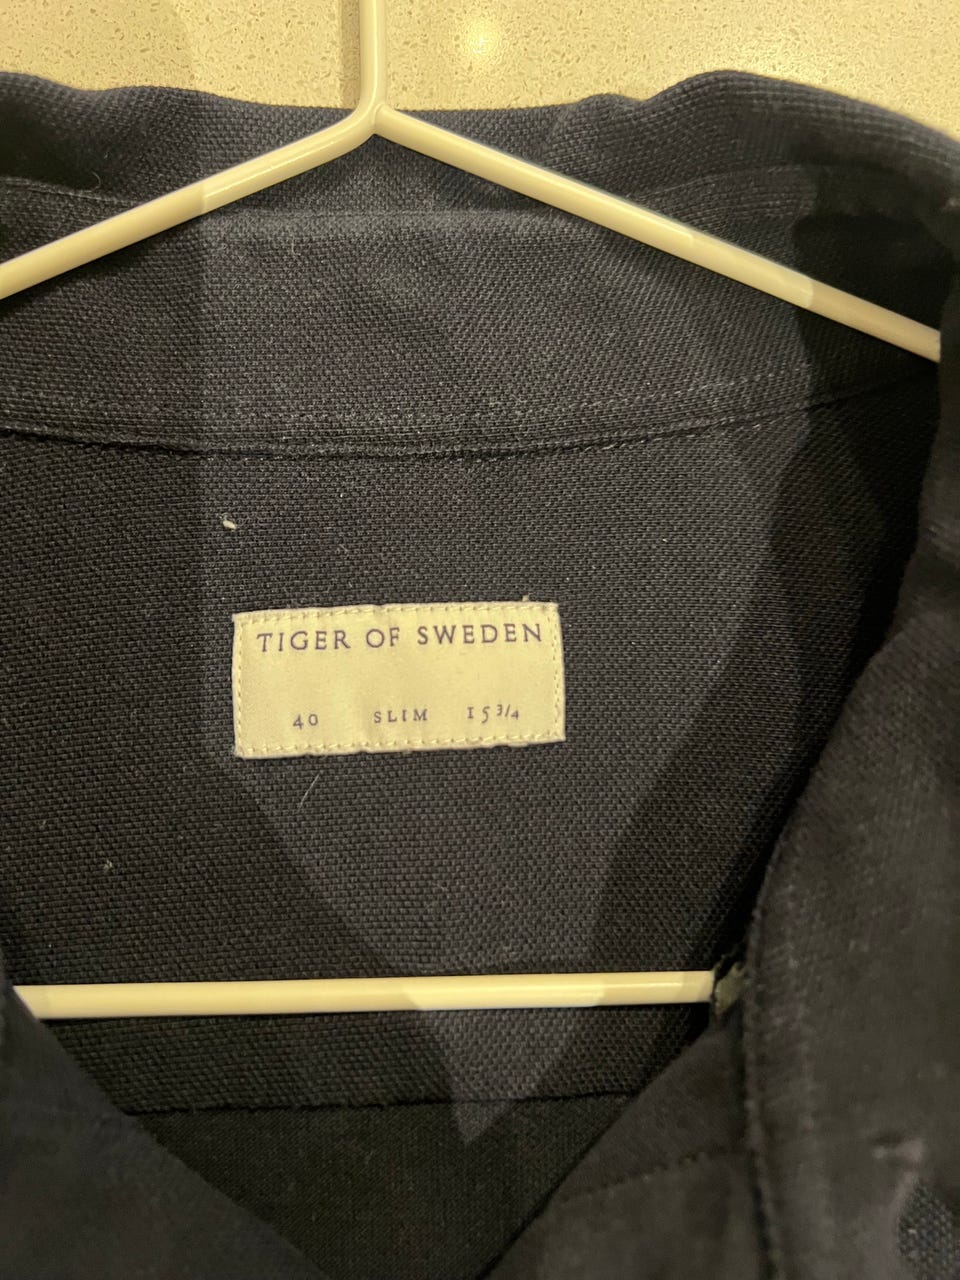 TIGER OF SWEDEN
40 SLIM 15 3/4